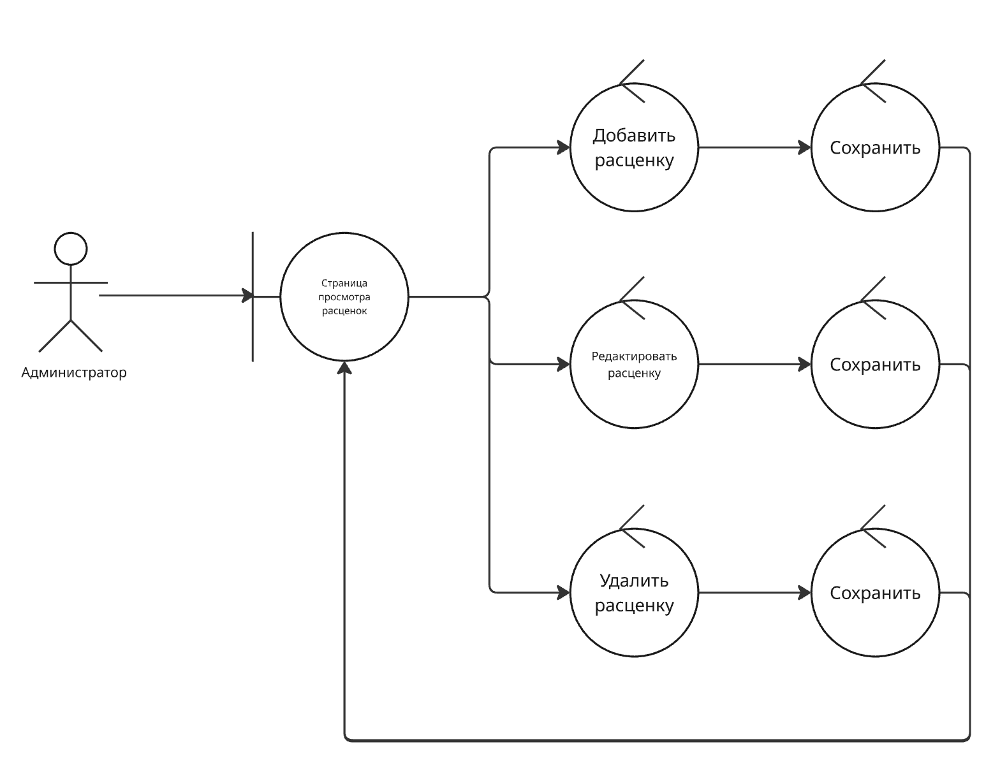 Администратор
Страница
просмотра
расценок
Добавить
расценку
Сохранить
Редактировать
расценку
Сохранить
Удалить
расценку
Сохранить